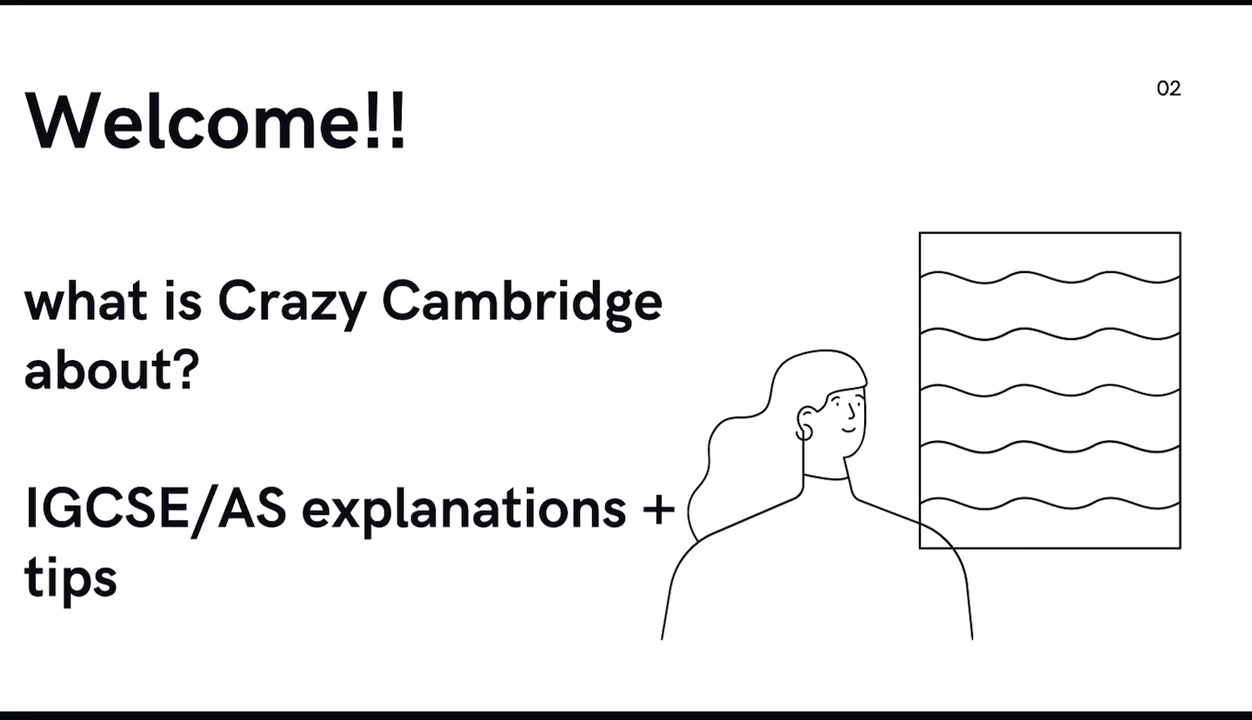 Welcome!!
02
what is Crazy Cambridge
about?
IGCSE/AS explanations +
tips